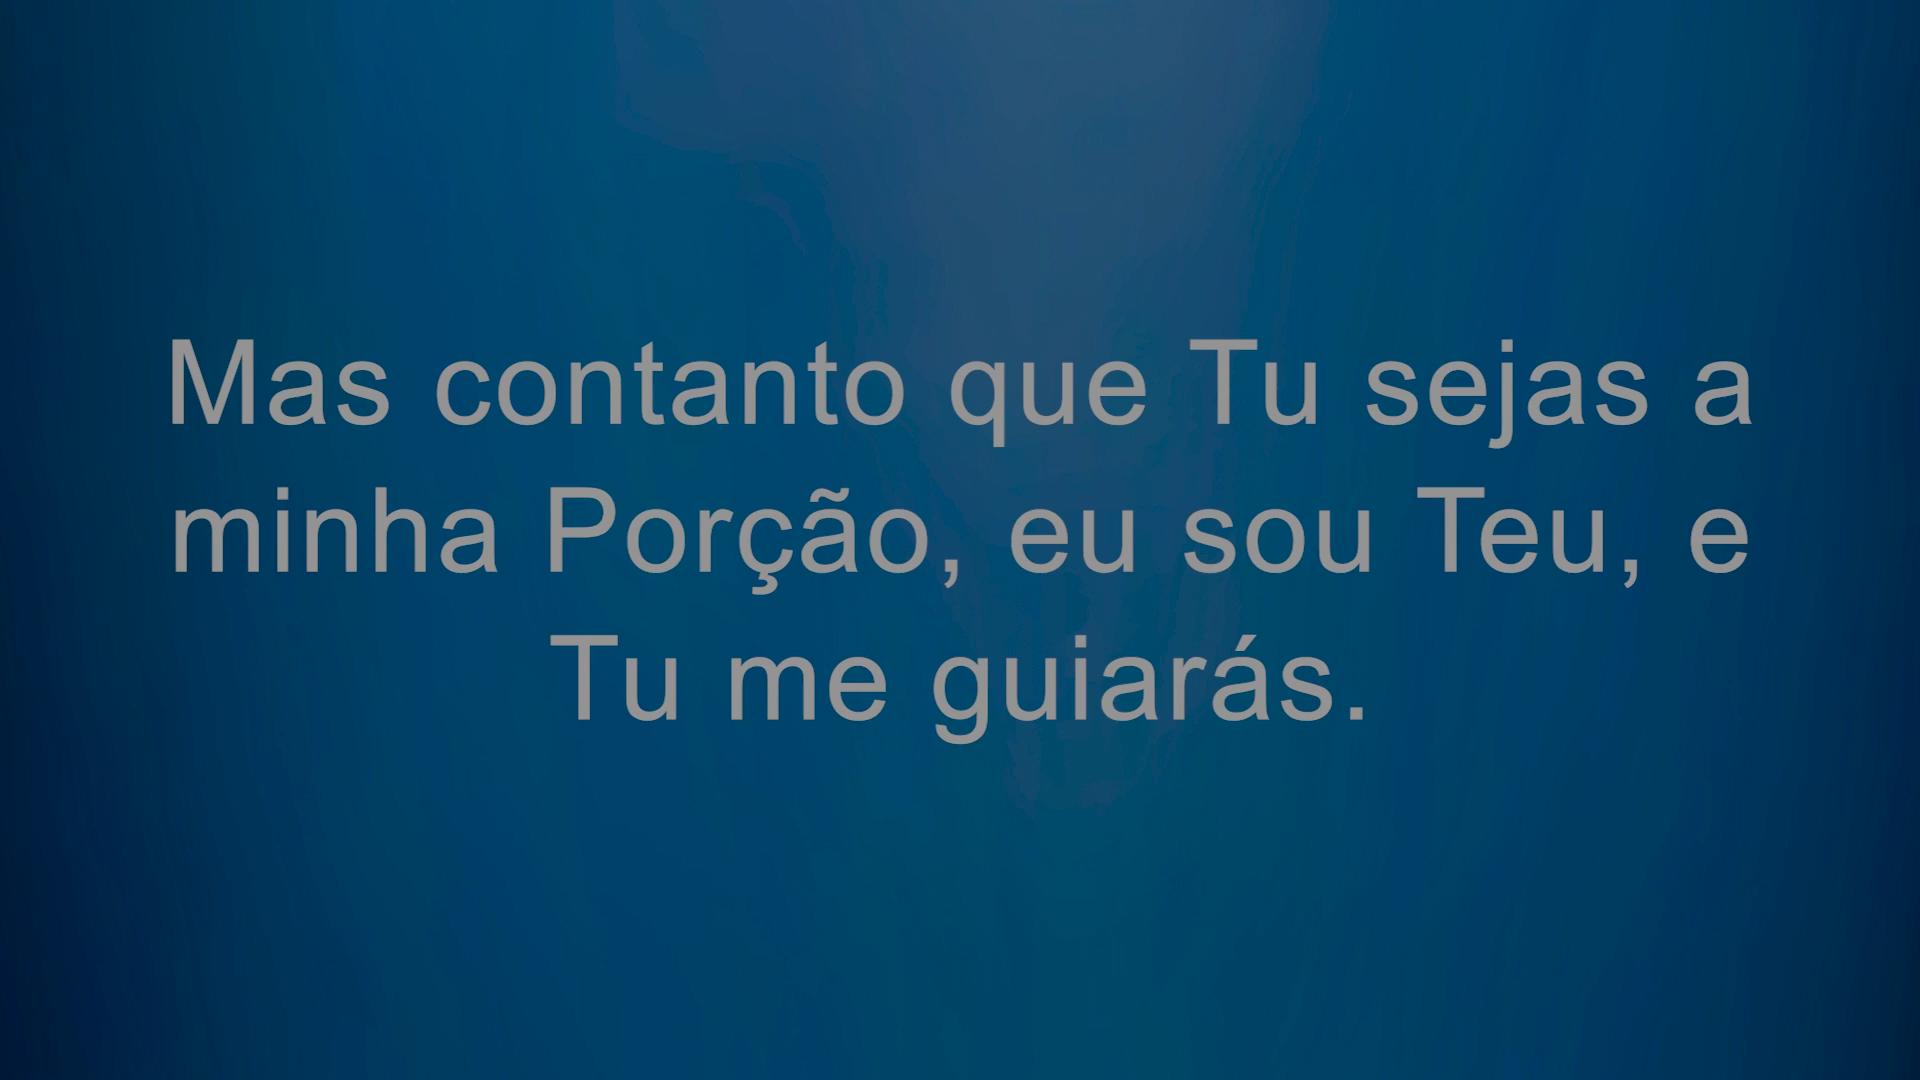 Mas contanto que Tu sejas a
minha Porção, eu sou Teu, e
Tu me guiarás.